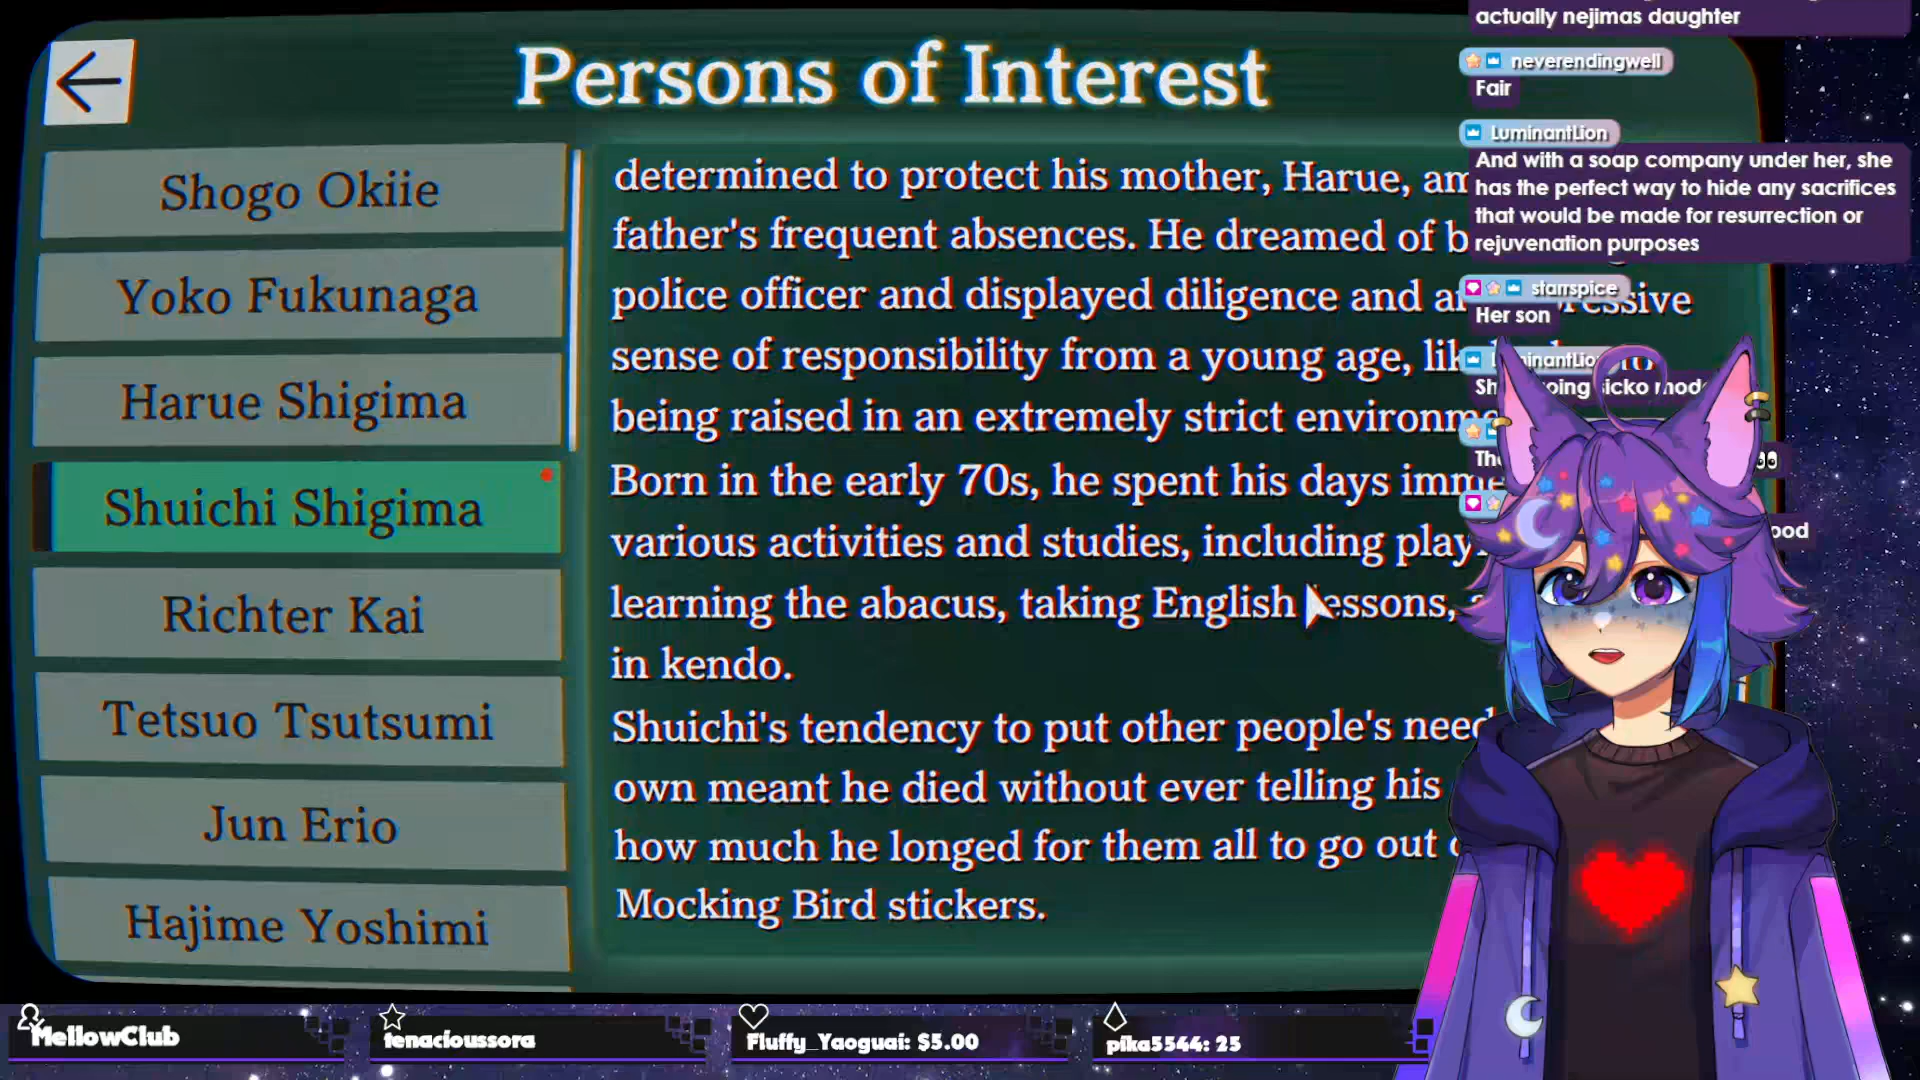 Persons of Interest
Shogo Okiie
Yoko Fukunaga
Harue Shigima
Shuichi Shigima
Richter Kai
Tetsuo Tsutsumi
Jun Erio
Hajime Yoshimi
determined to protect his mother, Harue,
father's frequent absences. He dreamed of
police officer and displayed diligence and
sense of responsibility from a young age,
being raised in an extremely strict
Born in the early 70s, he spent his days
various activities and studies, including
learning the abacus, taking English lessons,
in kendo.
Shuichi's tendency to put other people's
own meant he died without ever telling his
how much he longed for them all to go out
Mocking Bird stickers.
actually nejimas daughter
neverendingwell
Fair
LuminantLion
And with a soap company under her, she
has the perfect way to hide any sacrifices
that would be made for resurrection or
rejuvenation purposes
starrspice
Her son
MellowClub
tenacioussora
Fluffy_Yaoguai: $5.00
pika5544: 25